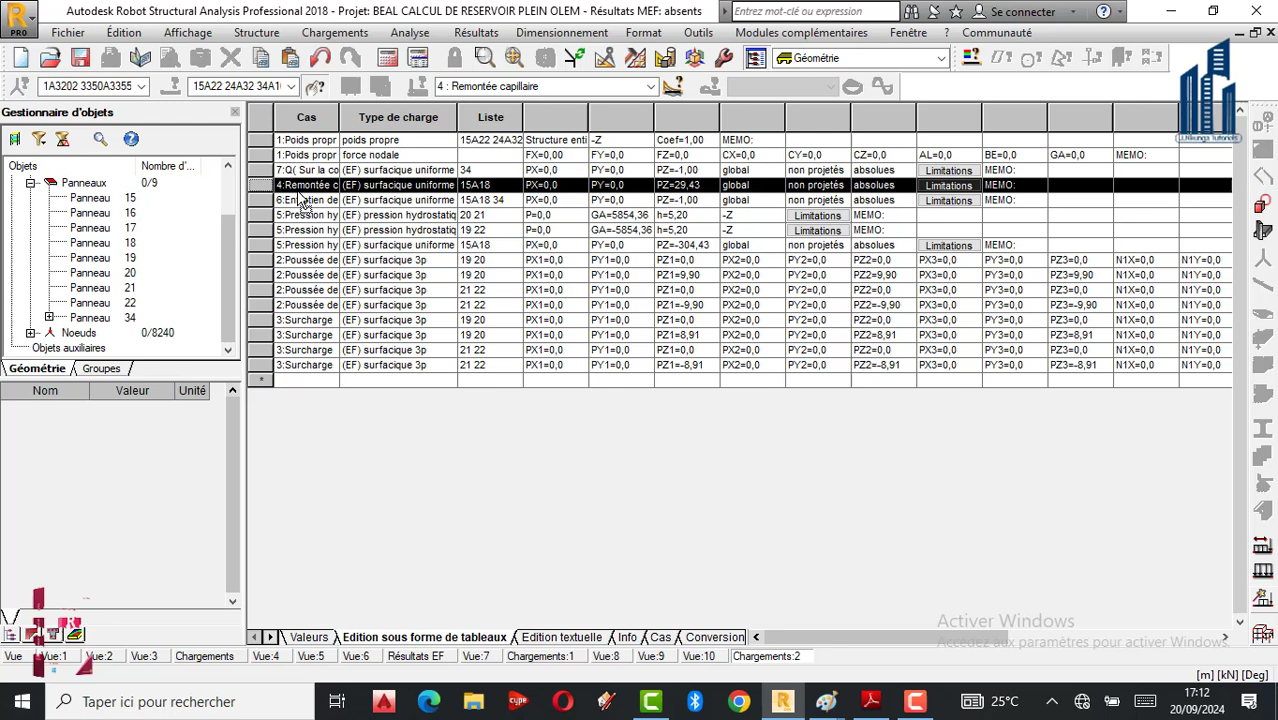 Autodesk Robot Structural Analysis Professional 2018 - Projet: BEAL CALCUL DE RESERVOIR PLEIN OLEM - Résultats MEF: absents
Entrez mot-clé ou expression
Se connecter
PRO
Fichier Édition Affichage Structure Chargements Analyse Résultats Dimensionnement Format Outils Modules complémentaires Fenêtre ? Communauté
Géométrie
1A3202 3350A3355 15A22 24A32 34A1 4 : Remontée capillaire
Gestionnaire d'objets
Objets Nombre d'...
Panneaux 0/9
Panneau 15
Panneau 16
Panneau 17
Panneau 18
Panneau 19
Panneau 20
Panneau 21
Panneau 22
Panneau 34
Noeuds 0/8240
Objets auxiliaires
Géométrie Groupes
Nom Valeur Unité
Cas Type de charge Liste
1:Poids propr poids propre 15A22 24A32 Structure enti -Z Coef=1,00 MEMO:
1:Poids propr force nodale FX=0,00 FY=0,0 FZ=0,0 CX=0,0 CY=0,0 CZ=0,0 AL=0,0 BE=0,0 GA=0,0 MEMO:
7:Q( Sur la co (EF) surfacique uniforme 34 PX=0,0 PY=0,0 PZ=-1,00 global non projetés absolues Limitations MEMO:
4:Remontée c (EF) surfacique uniforme 15A18 PX=0,0 PY=0,0 PZ=29,43 global non projetés absolues Limitations MEMO:
6:Entretien de (EF) surfacique uniforme 15A18 34 PX=0,0 PY=0,0 PZ=-1,00 global non projetés absolues Limitations MEMO:
5:Pression hy (EF) pression hydrostatiq 20 21 P=0,0 GA=5854,36 h=5,20 -Z Limitations MEMO:
5:Pression hy (EF) pression hydrostatiq 19 22 P=0,0 GA=-5854,36 h=5,20 -Z Limitations MEMO:
5:Pression hy (EF) surfacique uniforme 15A18 PX=0,0 PY=0,0 PZ=-304,43 global non projetés absolues Limitations MEMO:
2:Poussée de (EF) surfacique 3p 19 20 PX1=0,0 PY1=0,0 PZ1=0,0 PX2=0,0 PY2=0,0 PZ2=0,0 PX3=0,0 PY3=0,0 PZ3=0,0 N1X=0,0 N1Y=0,0
2:Poussée de (EF) surfacique 3p 19 20 PX1=0,0 PY1=0,0 PZ1=9,90 PX2=0,0 PY2=0,0 PZ2=9,90 PX3=0,0 PY3=0,0 PZ3=9,90 N1X=0,0 N1Y=0,0
2:Poussée de (EF) surfacique 3p 21 22 PX1=0,0 PY1=0,0 PZ1=0,0 PX2=0,0 PY2=0,0 PZ2=0,0 PX3=0,0 PY3=0,0 PZ3=0,0 N1X=0,0 N1Y=0,0
2:Poussée de (EF) surfacique 3p 21 22 PX1=0,0 PY1=0,0 PZ1=-9,90 PX2=0,0 PY2=0,0 PZ2=-9,90 PX3=0,0 PY3=0,0 PZ3=-9,90 N1X=0,0 N1Y=0,0
3:Surcharge (EF) surfacique 3p 19 20 PX1=0,0 PY1=0,0 PZ1=0,0 PX2=0,0 PY2=0,0 PZ2=0,0 PX3=0,0 PY3=0,0 PZ3=0,0 N1X=0,0 N1Y=0,0
3:Surcharge (EF) surfacique 3p 19 20 PX1=0,0 PY1=0,0 PZ1=8,91 PX2=0,0 PY2=0,0 PZ2=8,91 PX3=0,0 PY3=0,0 PZ3=8,91 N1X=0,0 N1Y=0,0
3:Surcharge (EF) surfacique 3p 21 22 PX1=0,0 PY1=0,0 PZ1=0,0 PX2=0,0 PY2=0,0 PZ2=0,0 PX3=0,0 PY3=0,0 PZ3=0,0 N1X=0,0 N1Y=0,0
3:Surcharge (EF) surfacique 3p 21 22 PX1=0,0 PY1=0,0 PZ1=-8,91 PX2=0,0 PY2=0,0 PZ2=-8,91 PX3=0,0 PY3=0,0 PZ3=-8,91 N1X=0,0 N1Y=0,0
*
Activer Windows
Accédez aux paramètres pour activer Windows.
Valeurs Edition sous forme de tableaux Edition textuelle Info Cas Conversion
Vue Vue:1 Vue:2 Vue:3 Chargements Vue:4 Vue:5 Vue:6 Résultats EF Vue:7 Chargements:1 Vue:8 Vue:9 Vue:10 Chargements:2
[m] [kN] [Deg]
Taper ici pour rechercher
cype
25°C
17:12
20/09/2024